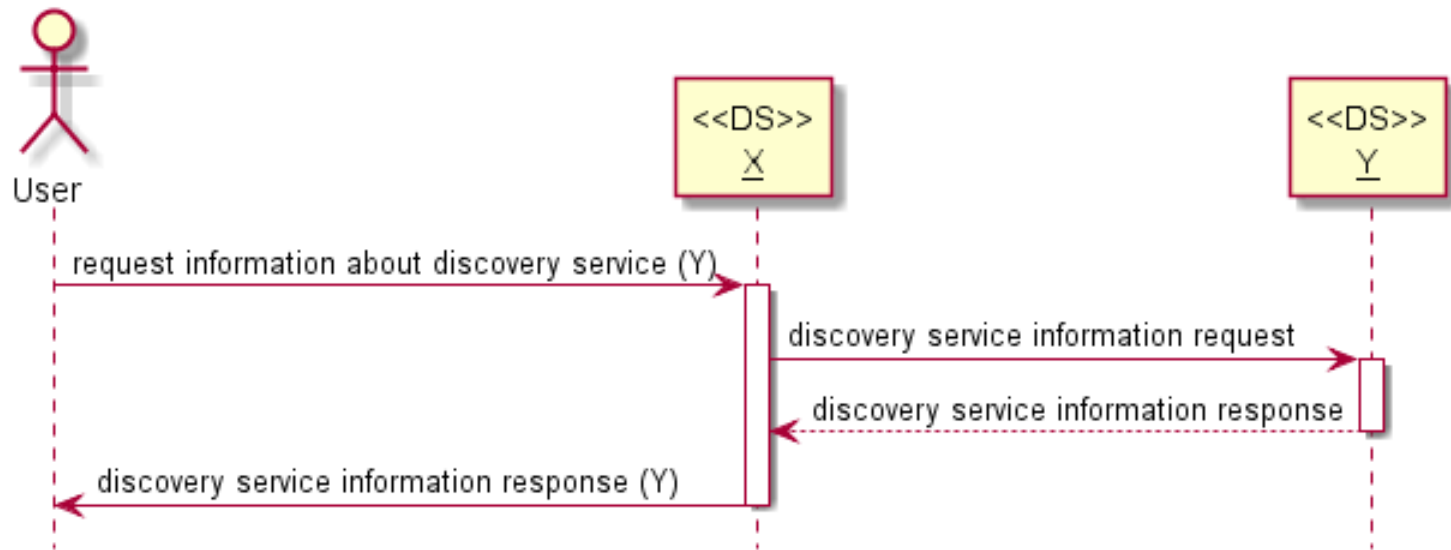 <<DS>>
X
<<DS>>
Y
User
request information about discovery service (Y)
discovery service information request
discovery service information response
discovery service information response (Y)